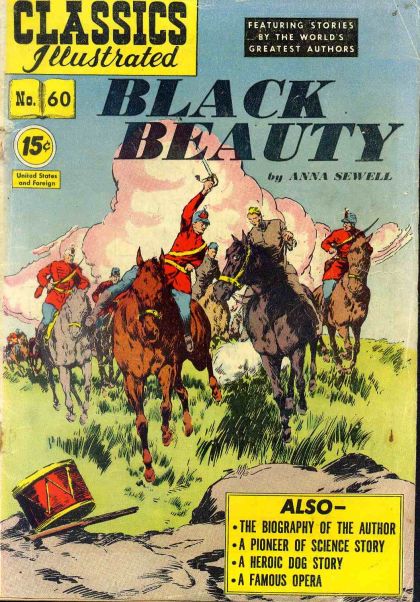 CLASSICS
Illustrated
FEATURING STORIES
BY THE WORLD'S
GREATEST AUTHORS
No. 60
BLACK
BEAUTY
by ANNA SEWELL
15¢
United States
and Foreign
ALSO-
• THE BIOGRAPHY OF THE AUTHOR
• A PIONEER OF SCIENCE STORY
• A HEROIC DOG STORY
• A FAMOUS OPERA